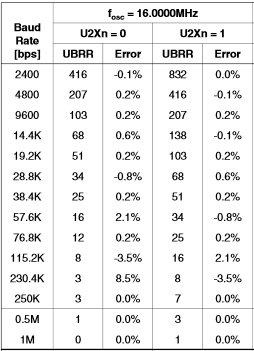 Baud Rate [bps] fosc = 16.0000MHz
U2Xn = 0 U2Xn = 1
UBRR Error UBRR Error
2400 416 -0.1% 832 0.0%
4800 207 0.2% 416 -0.1%
9600 103 0.2% 207 0.2%
14.4K 68 0.6% 138 -0.1%
19.2K 51 0.2% 103 0.2%
28.8K 34 -0.8% 68 0.6%
38.4K 25 0.2% 51 0.2%
57.6K 16 2.1% 34 -0.8%
76.8K 12 0.2% 25 0.2%
115.2K 8 -3.5% 16 2.1%
230.4K 3 8.5% 8 -3.5%
250K 3 0.0% 7 0.0%
0.5M 1 0.0% 3 0.0%
1M 0 0.0% 1 0.0%